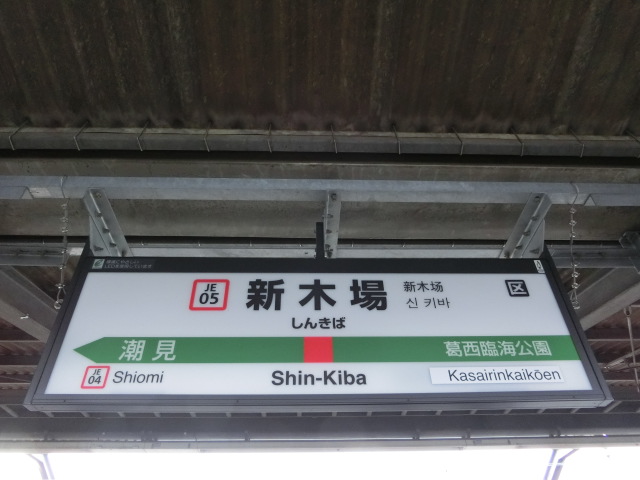 JE
05
新木場
新木场
신 키바
区
しんきば
潮見
葛西臨海公園
JE
04
Shiomi
Shin-Kiba
Kasairinkaikōen